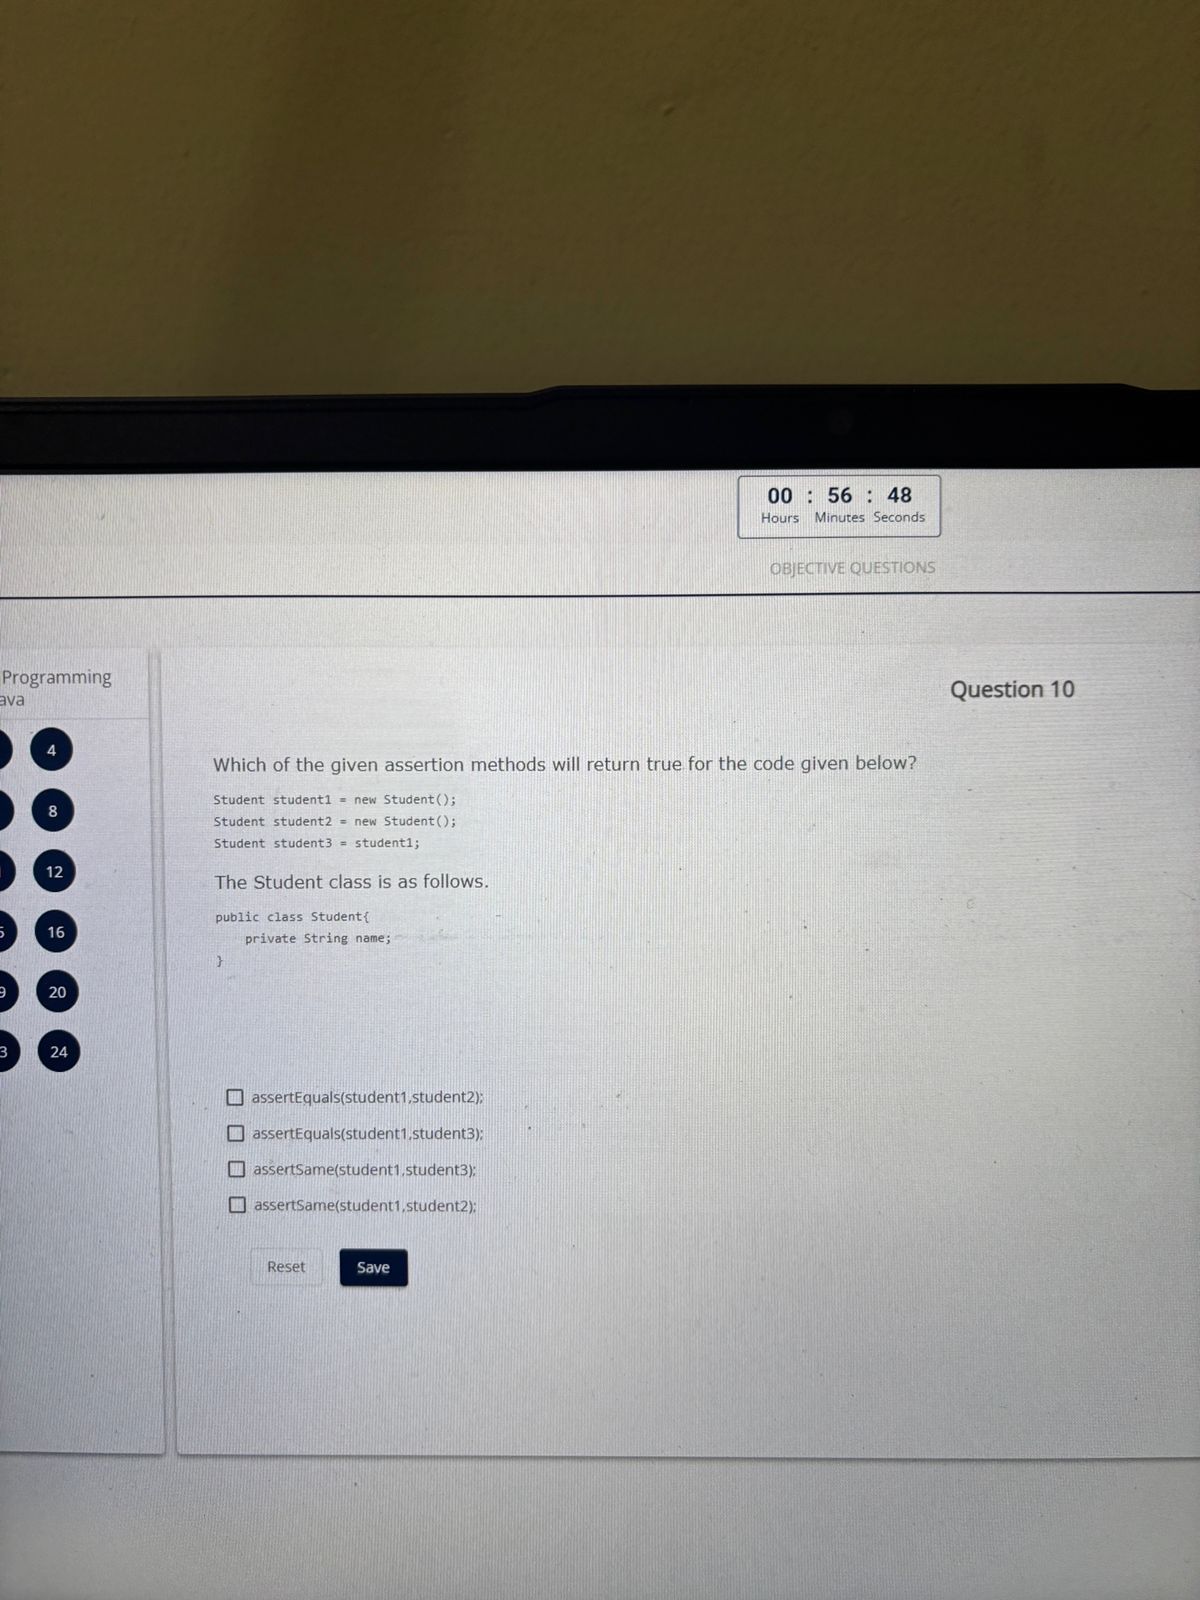 00 : 56 : 48
Hours Minutes Seconds
OBJECTIVE QUESTIONS
Programming
ava
4
8
12
5 16
9 20
3 24
Question 10
Which of the given assertion methods will return true for the code given below?
Student student1 = new Student();
Student student2 = new Student();
Student student3 = student1;
The Student class is as follows.
public class Student{
private String name;
}
assertEquals(student1,student2);
assertEquals(student1,student3);
assertSame(student1,student3);
assertSame(student1,student2);
Reset Save